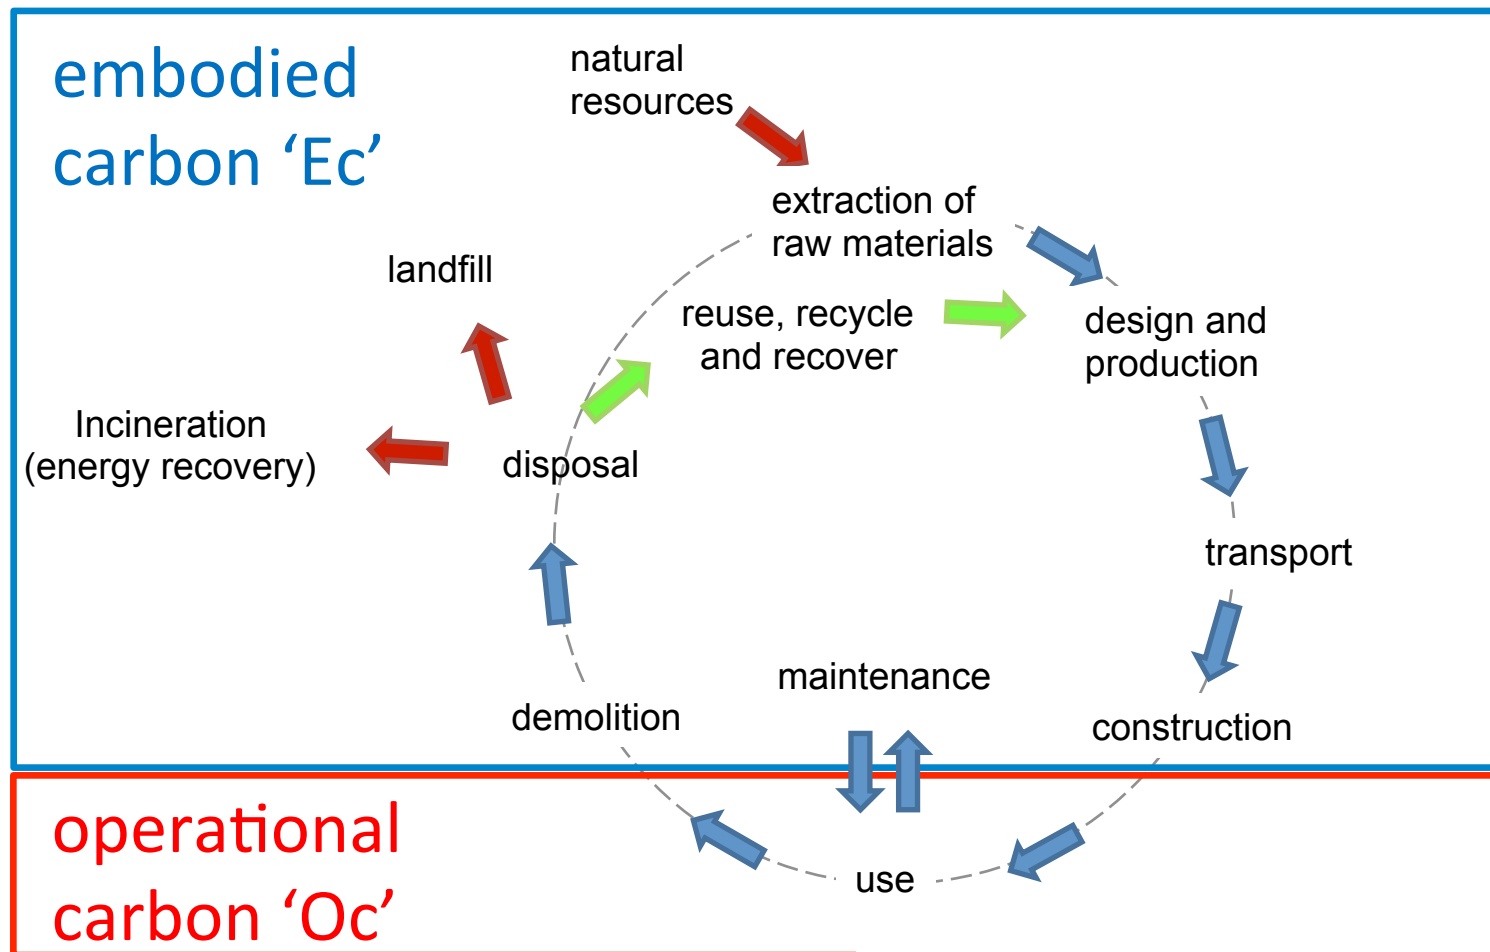 embodied
carbon ‘Ec’
natural
resources
extraction of
raw materials
landfill
reuse, recycle
and recover
design and
production
Incineration
(energy recovery)
disposal
transport
maintenance
demolition
construction
operational
carbon ‘Oc’
use